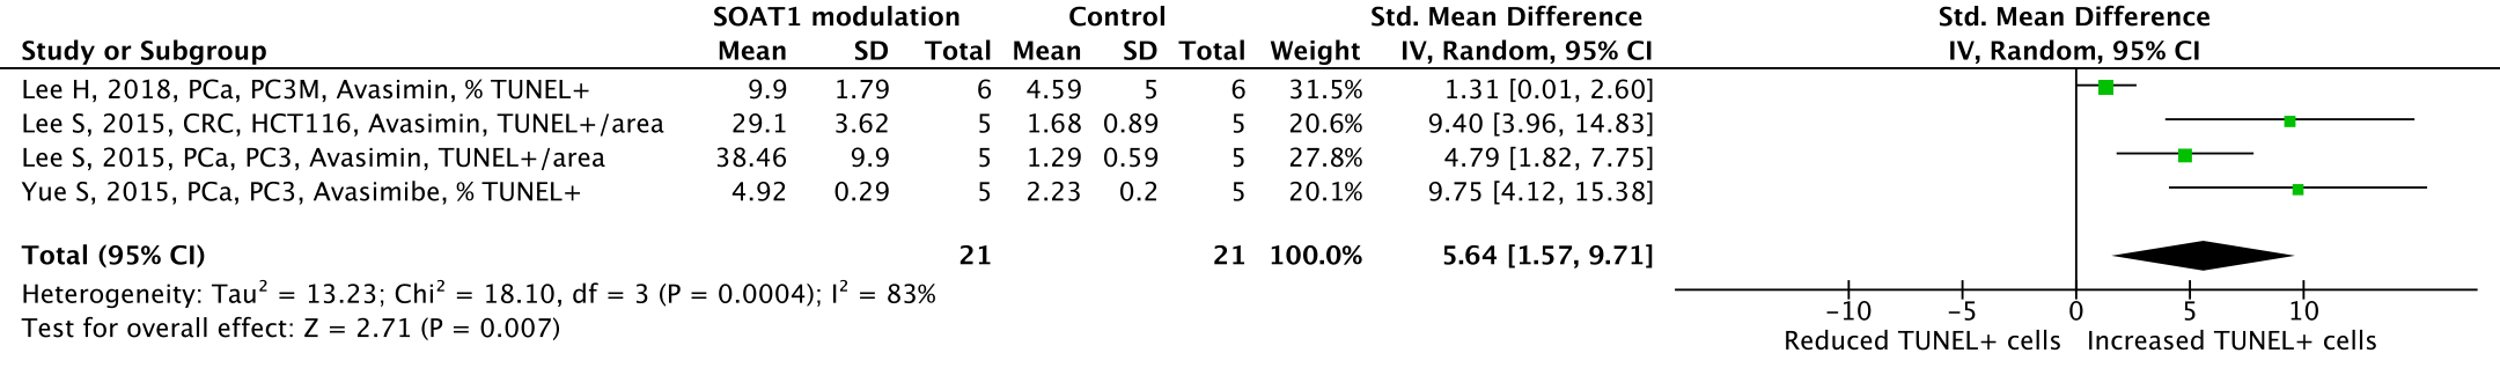 SOAT1 modulation Control Std. Mean Difference Std. Mean Difference
Study or Subgroup Mean SD Total Mean SD Total Weight IV, Random, 95% CI IV, Random, 95% CI
Lee H, 2018, PCa, PC3M, Avasimin, % TUNEL+ 9.9 1.79 6 4.59 5 6 31.5% 1.31 [0.01, 2.60]
Lee S, 2015, CRC, HCT116, Avasimin, TUNEL+/area 29.1 3.62 5 1.68 0.89 5 20.6% 9.40 [3.96, 14.83]
Lee S, 2015, PCa, PC3, Avasimin, TUNEL+/area 38.46 9.9 5 1.29 0.59 5 27.8% 4.79 [1.82, 7.75]
Yue S, 2015, PCa, PC3, Avasimibe, % TUNEL+ 4.92 0.29 5 2.23 0.2 5 20.1% 9.75 [4.12, 15.38]
Total (95% CI) 21 21 100.0% 5.64 [1.57, 9.71]
Heterogeneity: Tau² = 13.23; Chi² = 18.10, df = 3 (P = 0.0004); I² = 83%
Test for overall effect: Z = 2.71 (P = 0.007)
-10 -5 0 5 10
Reduced TUNEL+ cells Increased TUNEL+ cells